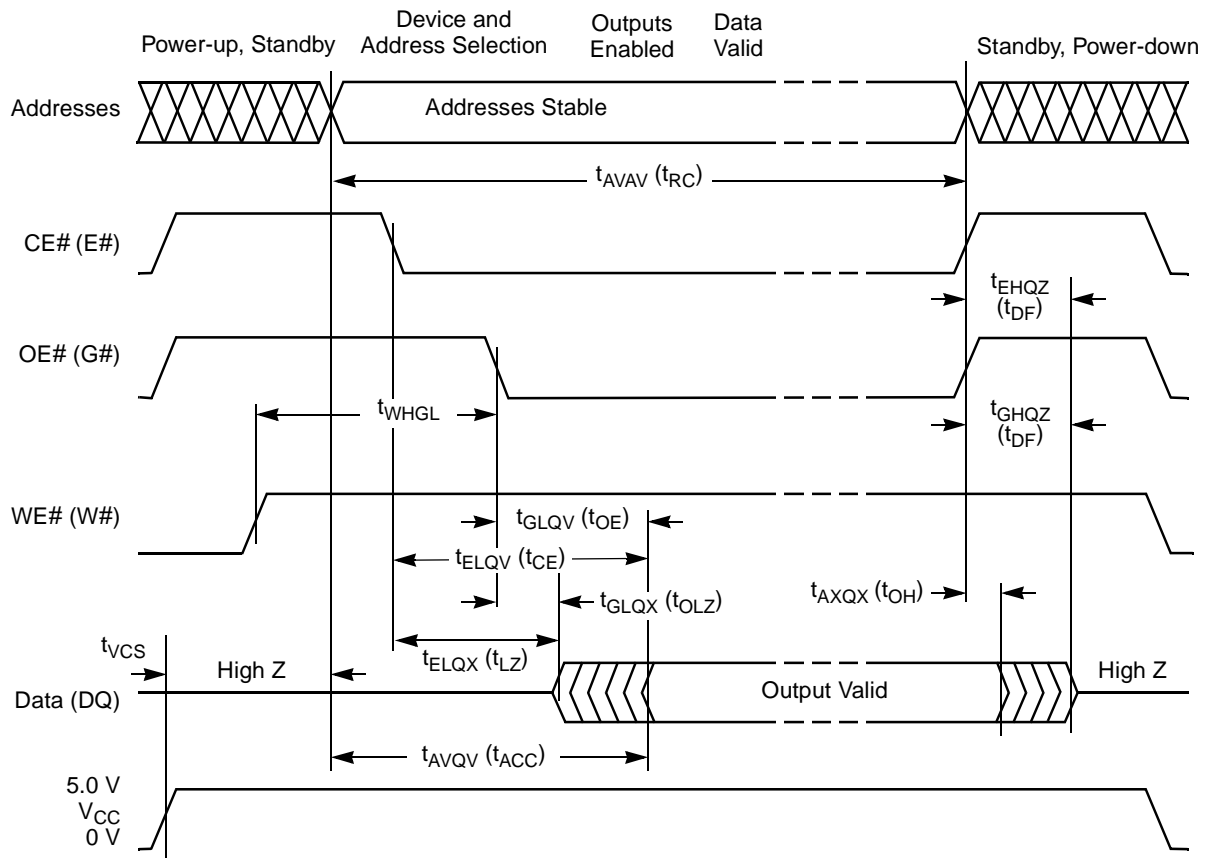 Device and
Address Selection
Outputs
Enabled
Data
Valid
Power-up, Standby
Standby, Power-down
Addresses
Addresses Stable
tAVAV (tRC)
CE# (E#)
tEHQZ
(tDF)
OE# (G#)
tWHGL
tGHQZ
(tDF)
WE# (W#)
tGLQV (tOE)
tELQV (tCE)
tGLQX (tOLZ)
tAXQX (tOH)
tVCS
tELQX (tLZ)
High Z
Output Valid
High Z
Data (DQ)
tAVQV (tACC)
5.0 V
VCC
0 V